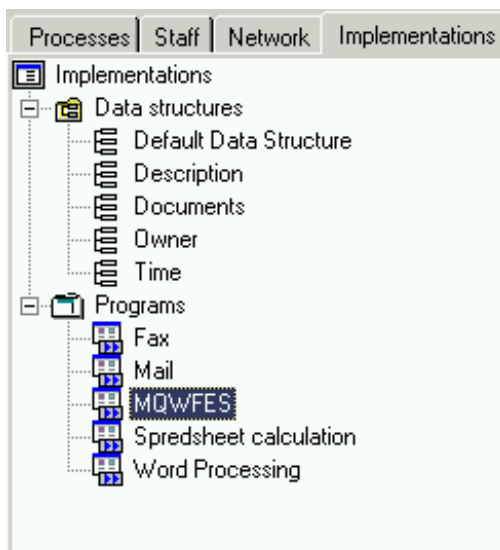 Processes Staff Network Implementations
Implementations
Data structures
Default Data Structure
Description
Documents
Owner
Time
Programs
Fax
Mail
MQWFES
Spredsheet calculation
Word Processing